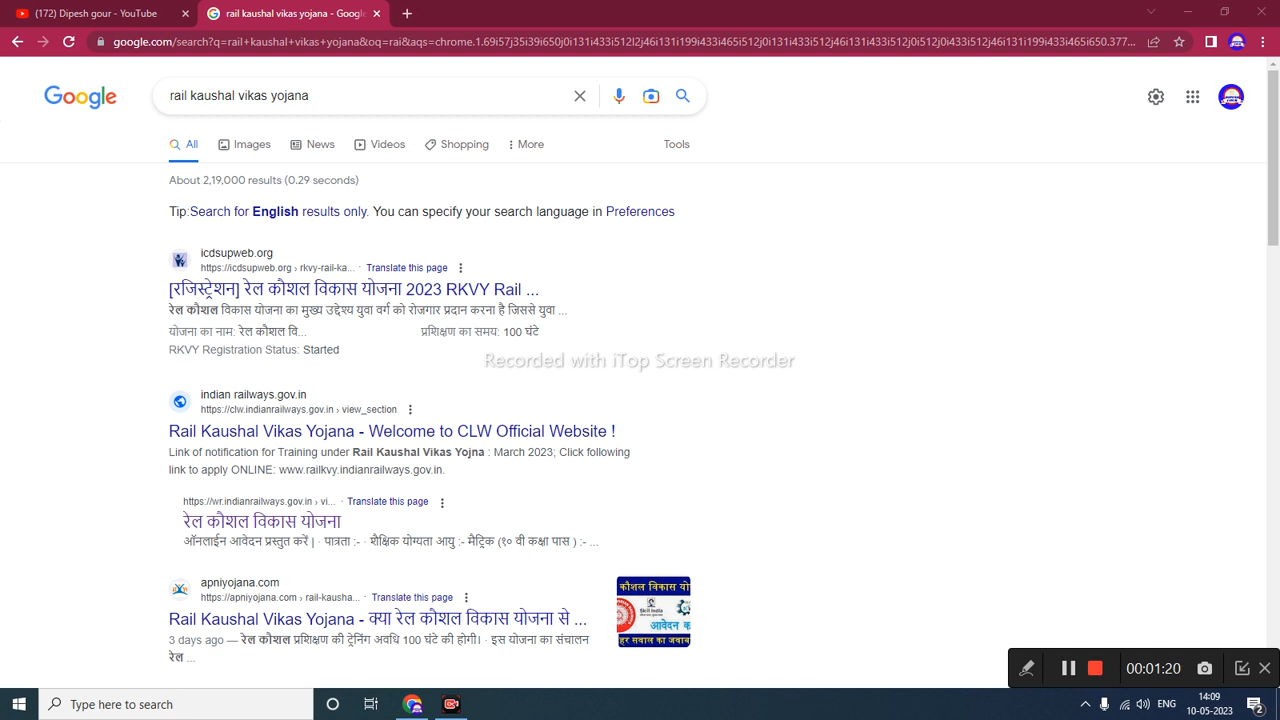 (172) Dipesh gour - YouTube
rail kaushal vikas yojana - Google
google.com/search?q=rail+kaushal+vikas+yojana&oq=rai&aqs=chrome.1.69i57j35i39i650j0i131i433i512l2j46i131i199i433i465i512j0i131i433i512j46i131i433i512j0i512j0i512j46i131i199i433i465i650.377...
Google
rail kaushal vikas yojana
All
Images
News
Videos
Shopping
More
Tools
About 2,19,000 results (0.29 seconds)
Tip:Search for English results only. You can specify your search language in Preferences
icdsupweb.org
https://icdsupweb.org › rkvy-rail-ka... · Translate this page
[रजिस्ट्रेशन] रेल कौशल विकास योजना 2023 RKVY Rail ...
रेल कौशल विकास योजना का मुख्य उद्देश्य युवा वर्ग को रोजगार प्रदान करना है जिससे युवा ...
योजना का नाम: रेल कौशल वि... प्रशिक्षण का समय: 100 घंटे
RKVY Registration Status: Started
Recorded with iTop Screen Recorder
indian railways.gov.in
https://clw.indianrailways.gov.in › view_section
Rail Kaushal Vikas Yojana - Welcome to CLW Official Website !
Link of notification for Training under Rail Kaushal Vikas Yojna : March 2023; Click following
link to apply ONLINE: www.railkvy.indianrailways.gov.in.
https://wr.indianrailways.gov.in › vi... · Translate this page
रेल कौशल विकास योजना
ऑनलाईन आवेदन प्रस्तुत करें | · पात्रता :- · शैक्षिक योग्यता आयु :- मैट्रिक (१० वी कक्षा पास ) :- ...
apniyojana.com
https://apniyojana.com › rail-kausha... · Translate this page
Rail Kaushal Vikas Yojana - क्या रेल कौशल विकास योजना से ...
3 days ago — रेल कौशल प्रशिक्षण की ट्रेनिंग अवधि 100 घंटे की होगी। · इस योजना का संचालन
रेल ...
कौशल विकास यो
Skill India
आवेदन क
हर सवाल का जवाब
00:01:20
Type here to search
ENG
14:09
10-05-2023
2